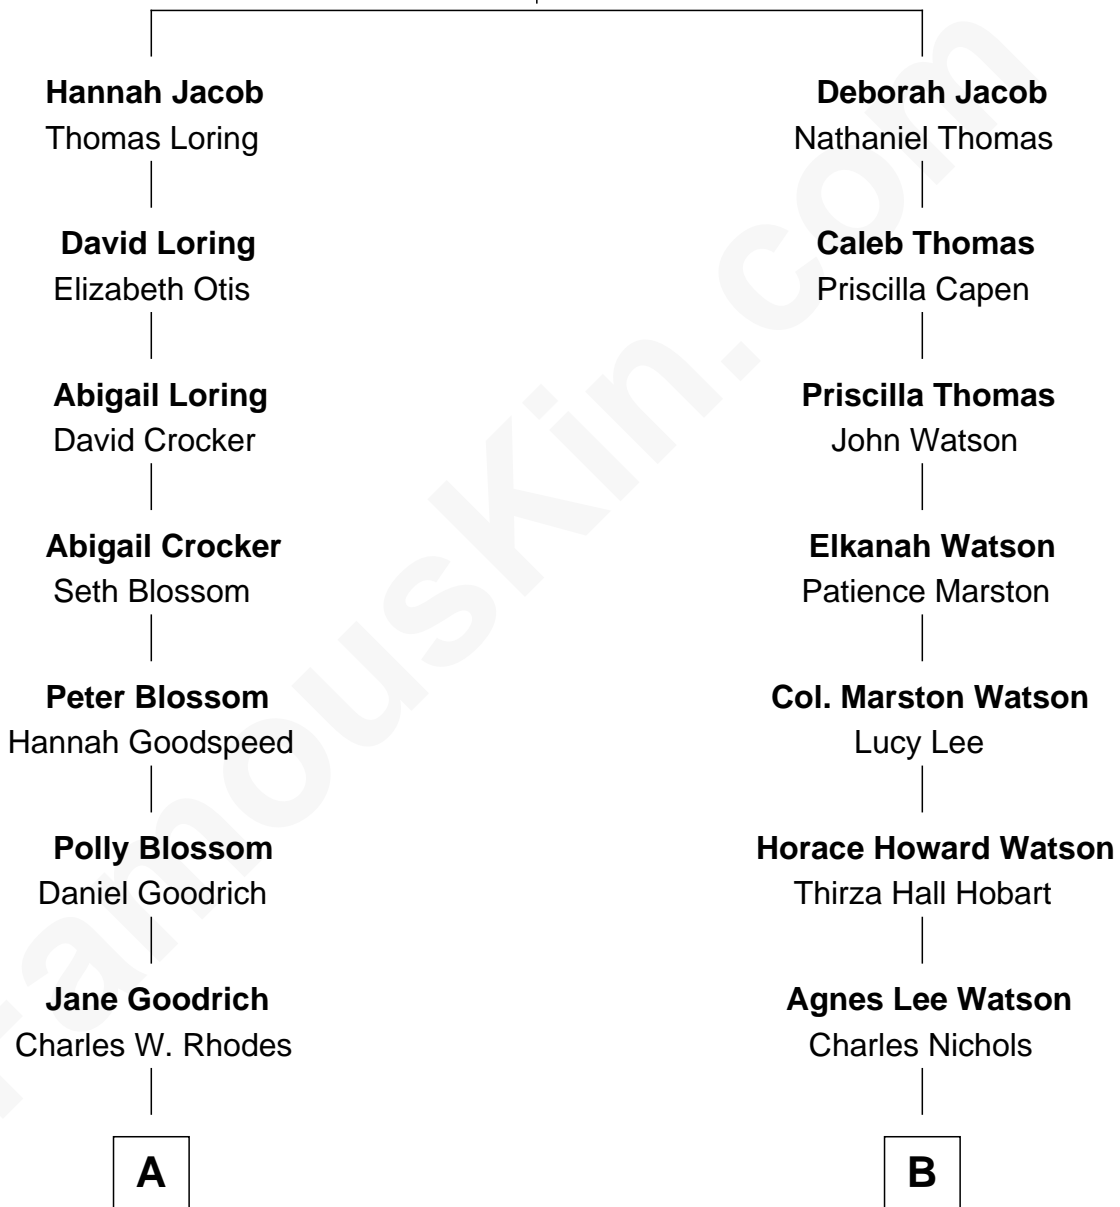 Hannah Jacob
Thomas Loring
David Loring
Elizabeth Otis
Abigail Loring
David Crocker
Abigail Crocker
Seth Blossom
Peter Blossom
Hannah Goodspeed
Polly Blossom
Daniel Goodrich
Jane Goodrich
Charles W. Rhodes
A
Deborah Jacob
Nathaniel Thomas
Caleb Thomas
Priscilla Capen
Priscilla Thomas
John Watson
Elkanah Watson
Patience Marston
Col. Marston Watson
Lucy Lee
Horace Howard Watson
Thirza Hall Hobart
Agnes Lee Watson
Charles Nichols
B
FamousKin.com